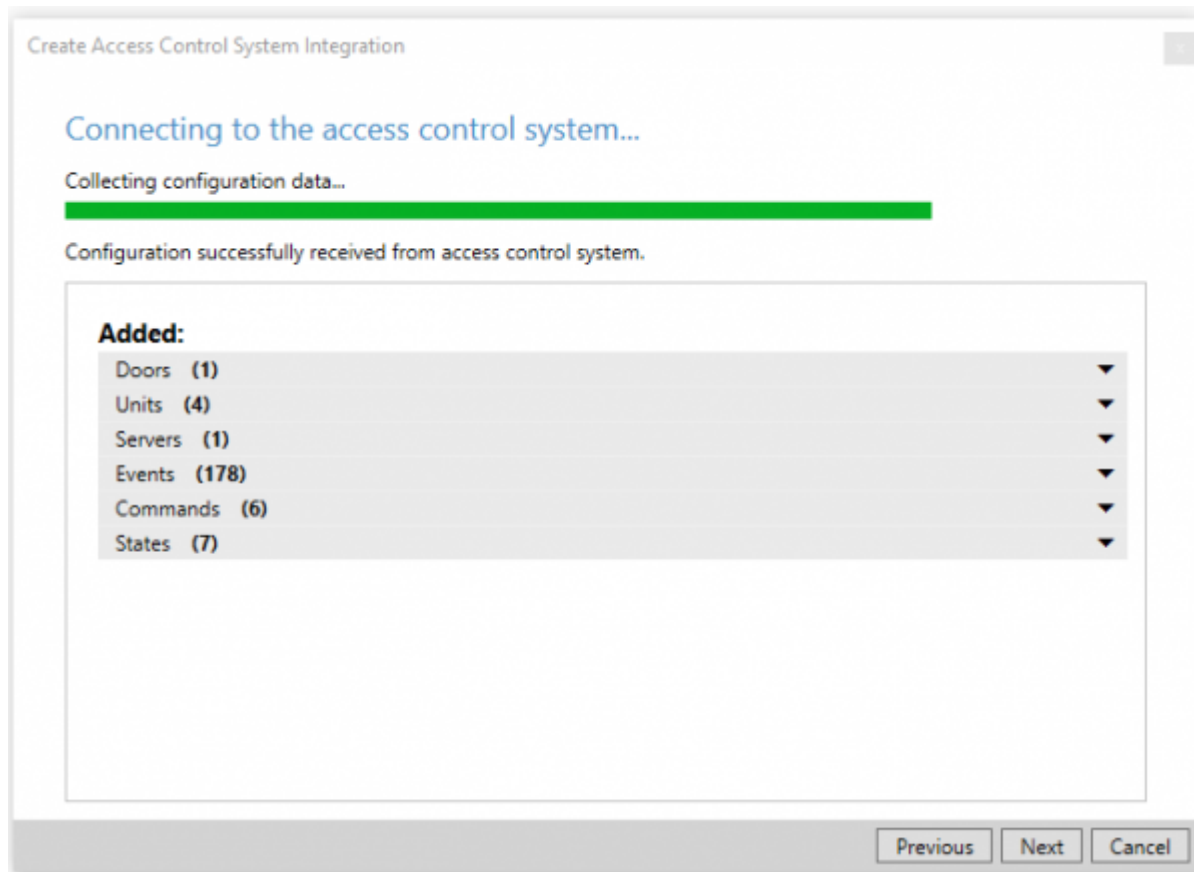 Create Access Control System Integration
Connecting to the access control system...
Collecting configuration data...
Configuration successfully received from access control system.
Added:
Doors (1)
Units (4)
Servers (1)
Events (178)
Commands (6)
States (7)
Previous Next Cancel